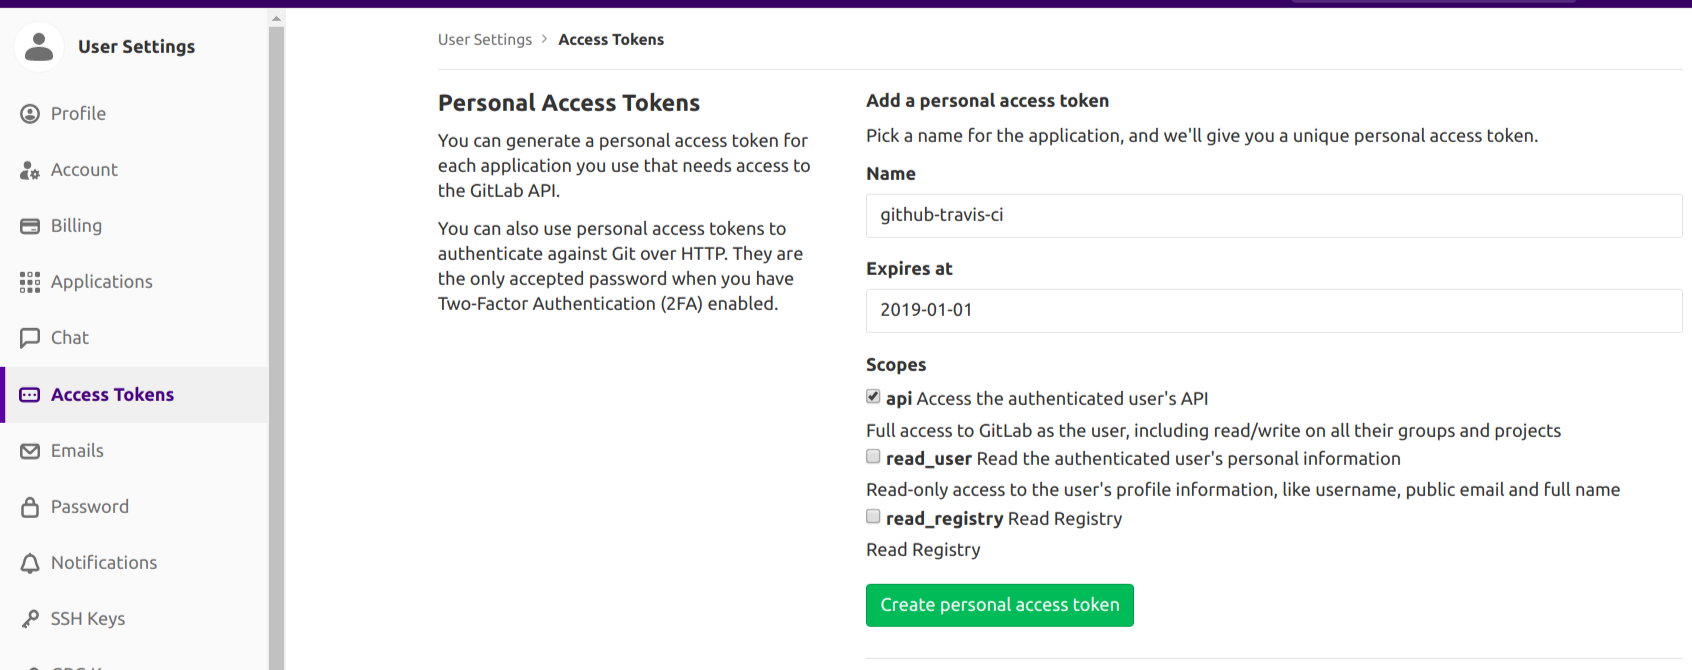 User Settings
Profile
Account
Billing
Applications
Chat
Access Tokens
Emails
Password
Notifications
SSH Keys
User Settings > Access Tokens
Personal Access Tokens
You can generate a personal access token for
each application you use that needs access to
the GitLab API.
You can also use personal access tokens to
authenticate against Git over HTTP. They are
the only accepted password when you have
Two-Factor Authentication (2FA) enabled.
Add a personal access token
Pick a name for the application, and we'll give you a unique personal access token.
Name
github-travis-ci
Expires at
2019-01-01
Scopes
api Access the authenticated user's API
Full access to GitLab as the user, including read/write on all their groups and projects
read_user Read the authenticated user's personal information
Read-only access to the user's profile information, like username, public email and full name
read_registry Read Registry
Read Registry
Create personal access token